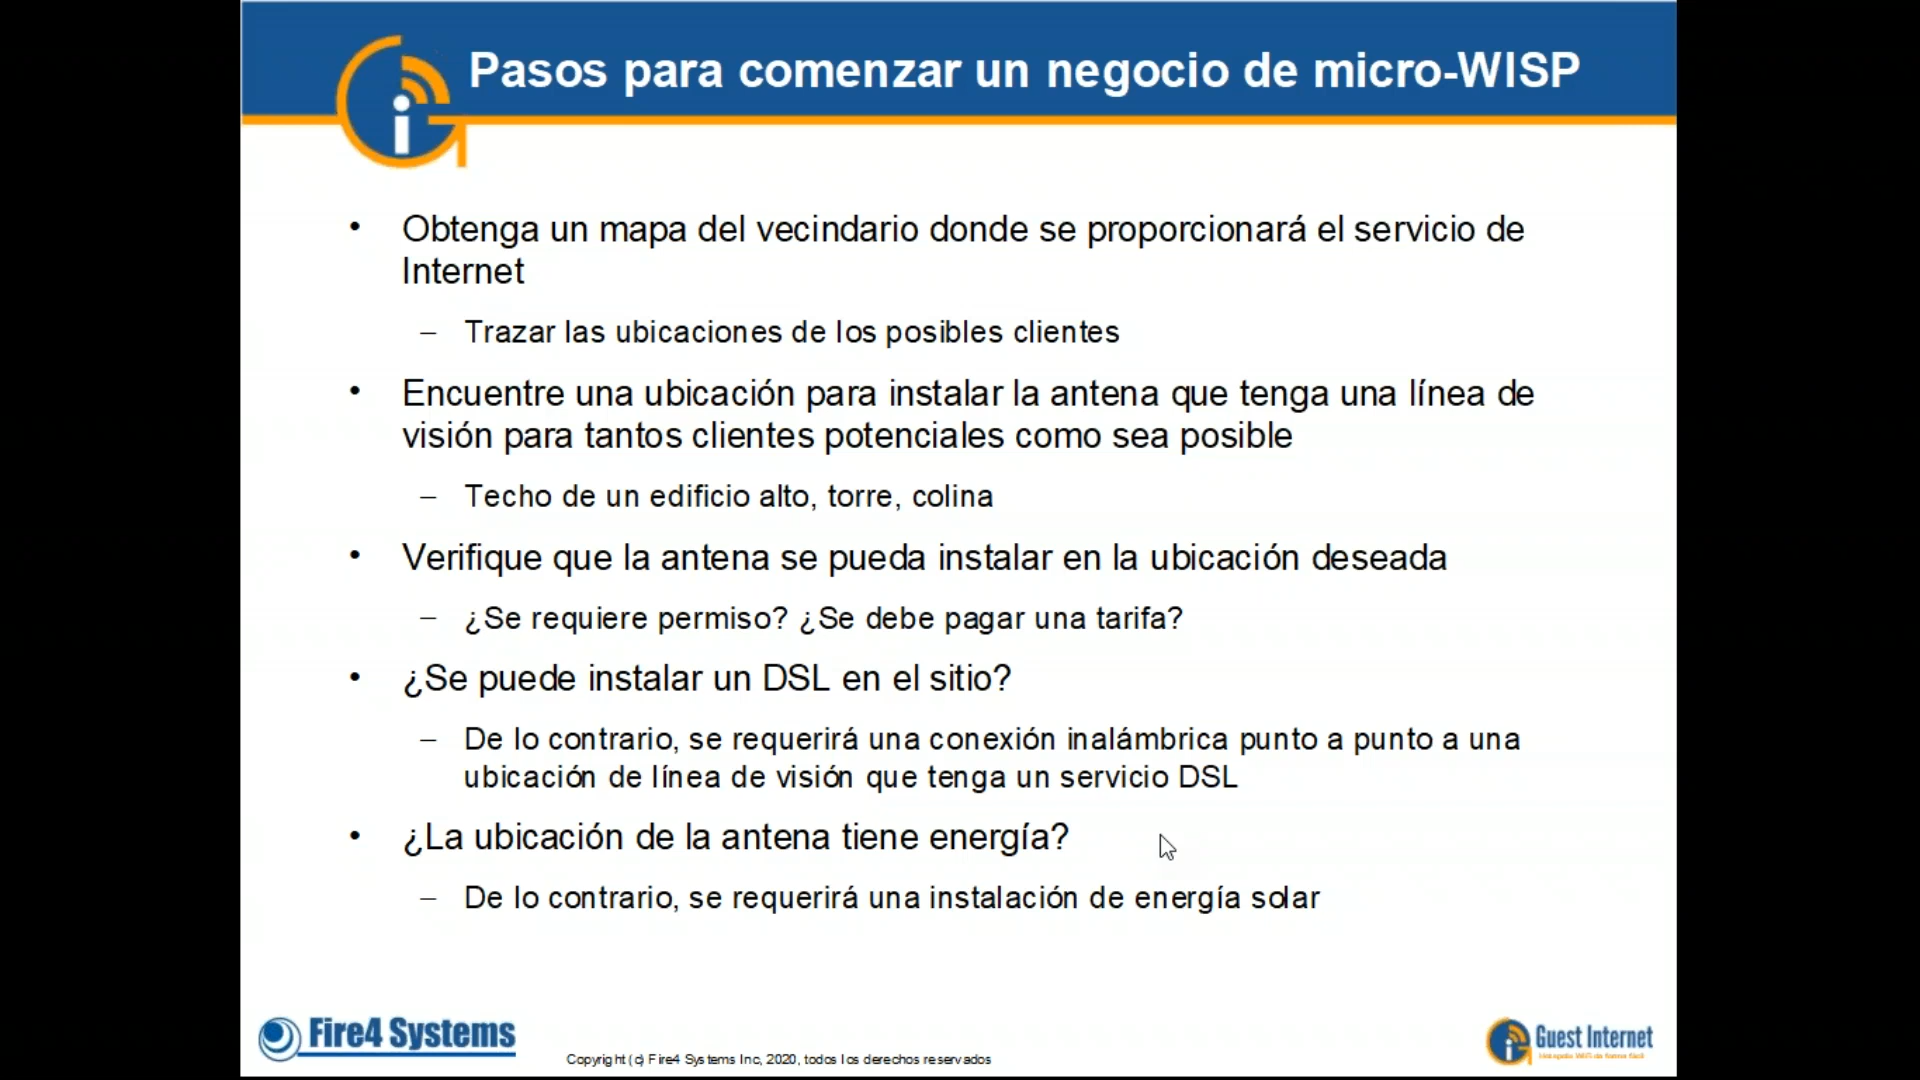 Pasos para comenzar un negocio de micro-WISP
• Obtenga un mapa del vecindario donde se proporcionará el servicio de
Internet
– Trazar las ubicaciones de los posibles clientes
• Encuentre una ubicación para instalar la antena que tenga una línea de
visión para tantos clientes potenciales como sea posible
– Techo de un edificio alto, torre, colina
• Verifique que la antena se pueda instalar en la ubicación deseada
– ¿Se requiere permiso? ¿Se debe pagar una tarifa?
• ¿Se puede instalar un DSL en el sitio?
– De lo contrario, se requerirá una conexión inalámbrica punto a punto a una
ubicación de línea de visión que tenga un servicio DSL
• ¿La ubicación de la antena tiene energía?
– De lo contrario, se requerirá una instalación de energía solar
Fire4 Systems
Copyright (c) Fire4 Systems Inc, 2020, todos los derechos reservados
Guest Internet
Hotspots WiFi de forma fácil